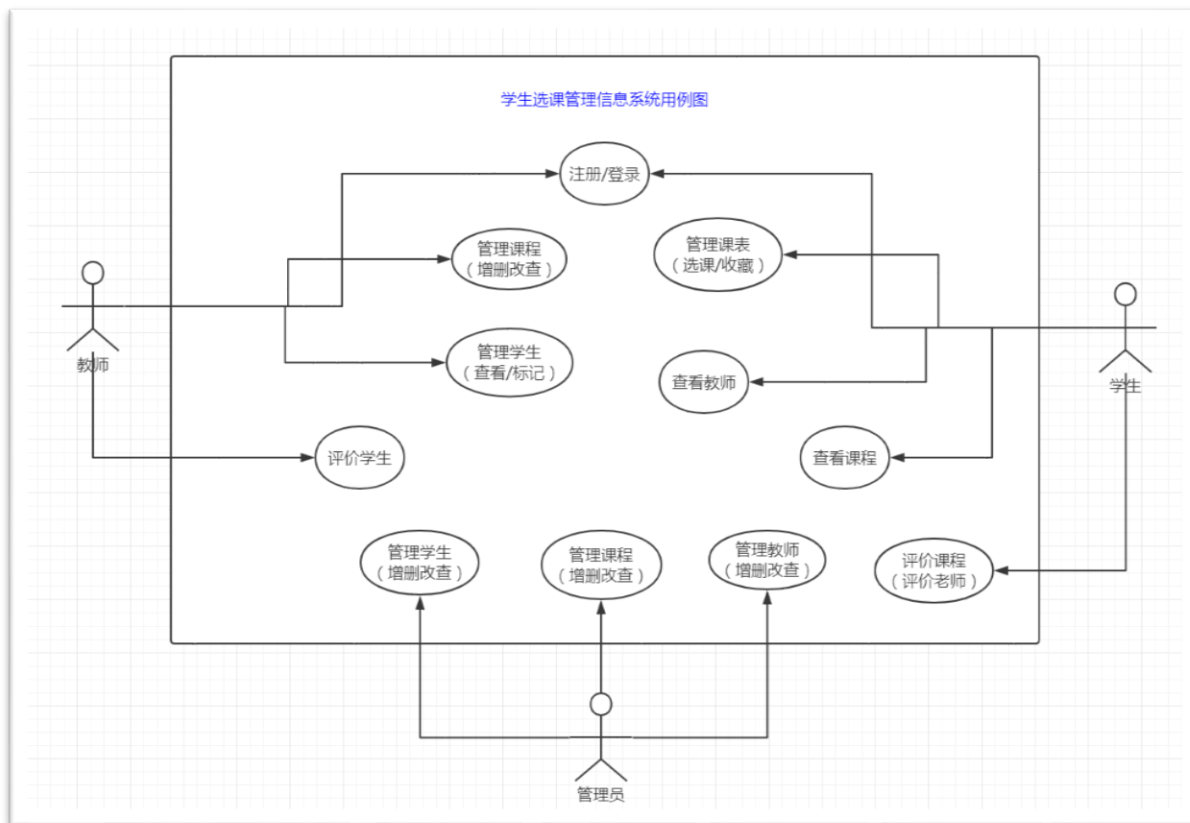 学生选课管理信息系统用例图
注册/登录
管理课程
（增删改查）
管理课表
（选课/收藏）
教师
管理学生
（查看/标记）
查看教师
学生
评价学生
查看课程
管理学生
（增删改查）
管理课程
（增删改查）
管理教师
（增删改查）
评价课程
（评价老师）
管理员